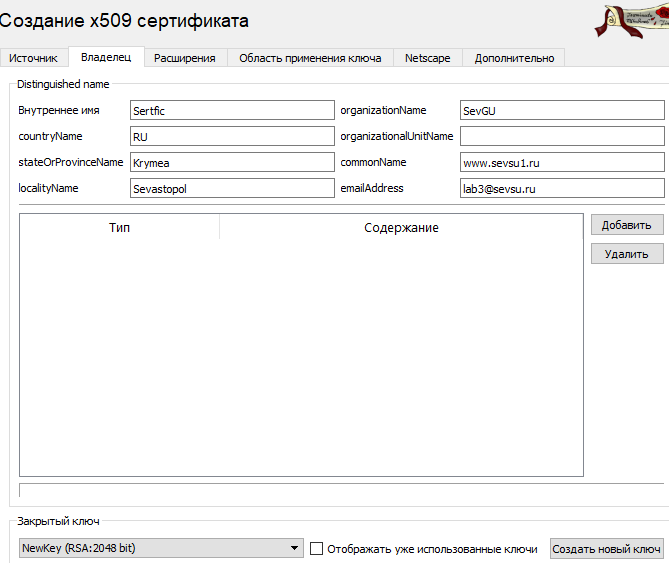 Создание x509 сертификата
Источник Владелец Расширения Область применения ключа Netscape Дополнительно
Distinguished name
Внутреннее имя Sertfic organizationName SevGU
countryName RU organizationalUnitName
stateOrProvinceName Krymea commonName www.sevsu1.ru
localityName Sevastopol emailAddress lab3@sevsu.ru
Тип Содержание Добавить
Удалить
Закрытый ключ
NewKey (RSA:2048 bit) Отображать уже использованные ключи Создать новый ключ